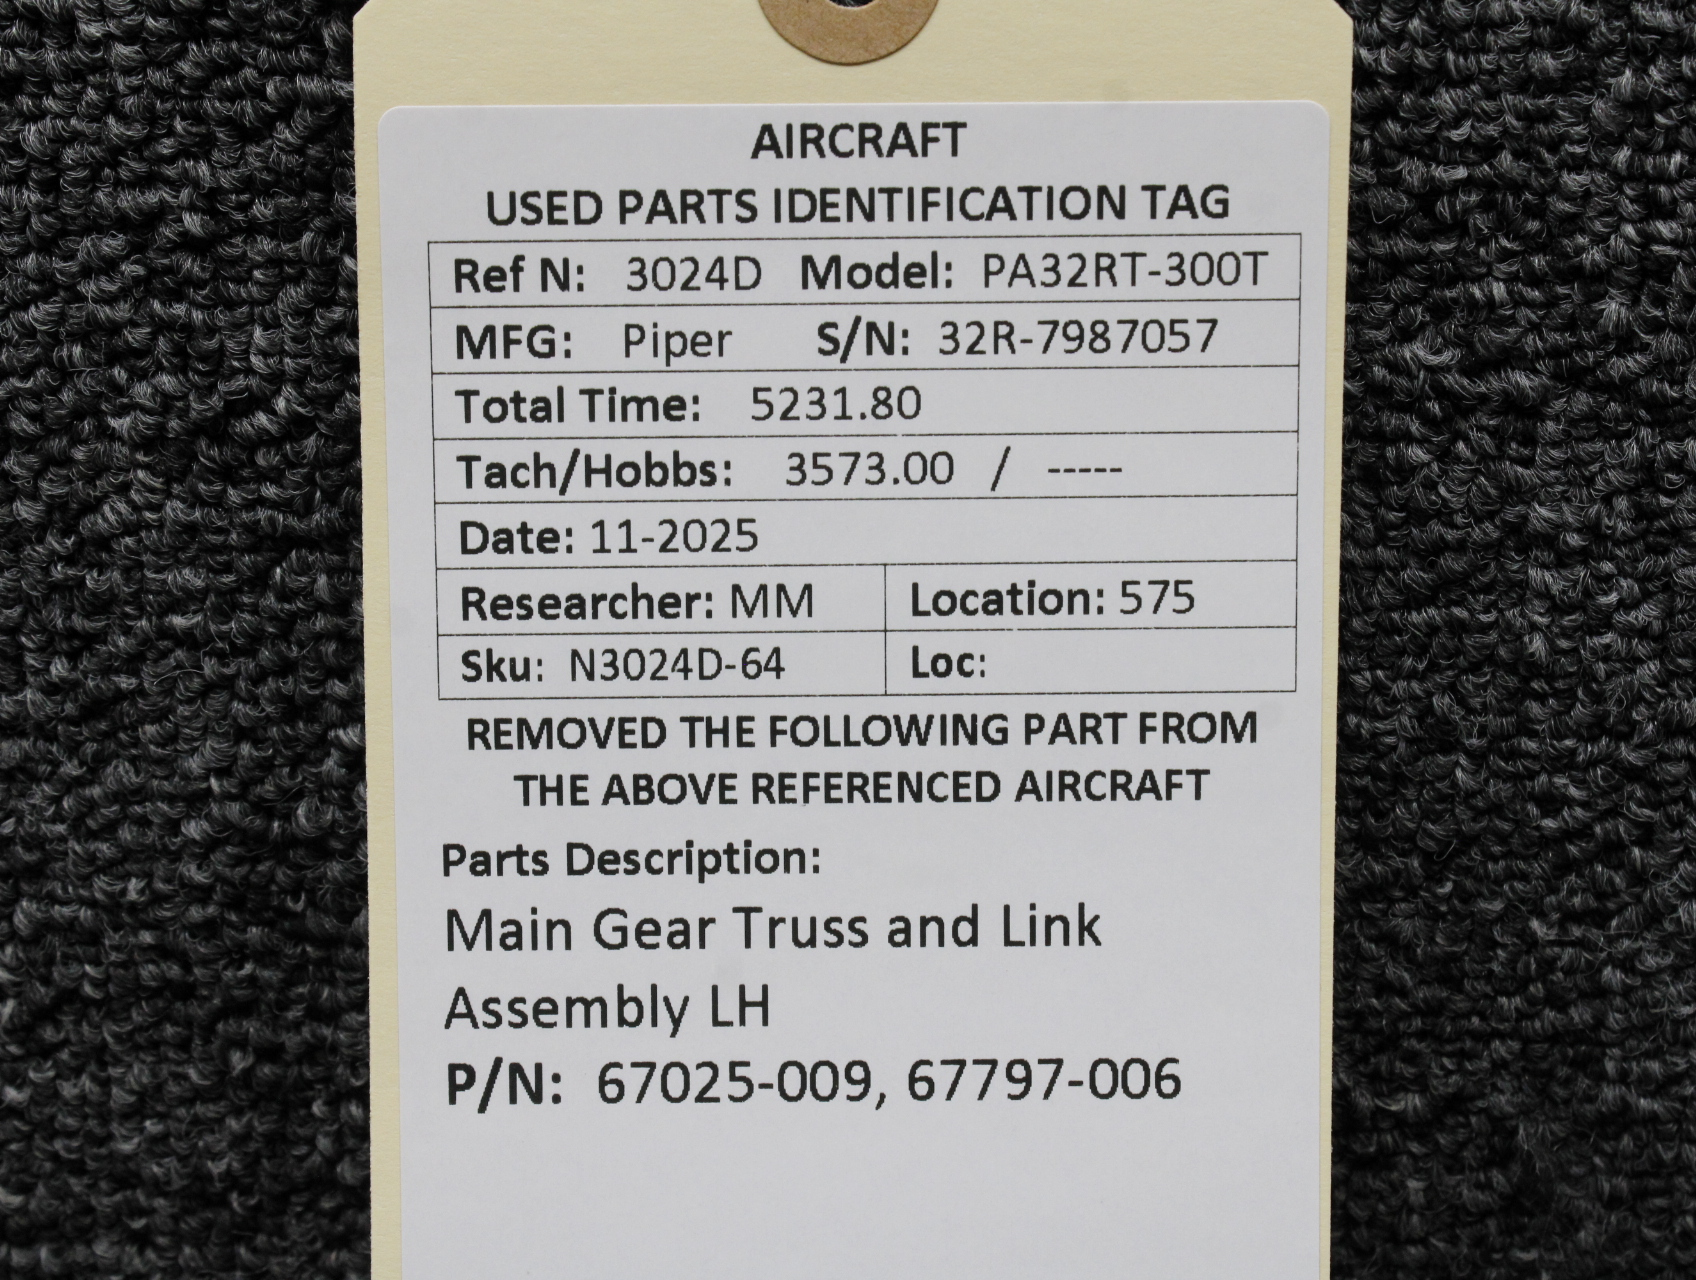 AIRCRAFT
USED PARTS IDENTIFICATION TAG
Ref N: 3024D Model: PA32RT-300T
MFG: Piper S/N: 32R-7987057
Total Time: 5231.80
Tach/Hobbs: 3573.00 / -----
Date: 11-2025
Researcher: MM Location: 575
Sku: N3024D-64 Loc:
REMOVED THE FOLLOWING PART FROM
THE ABOVE REFERENCED AIRCRAFT
Parts Description:
Main Gear Truss and Link
Assembly LH
P/N: 67025-009, 67797-006